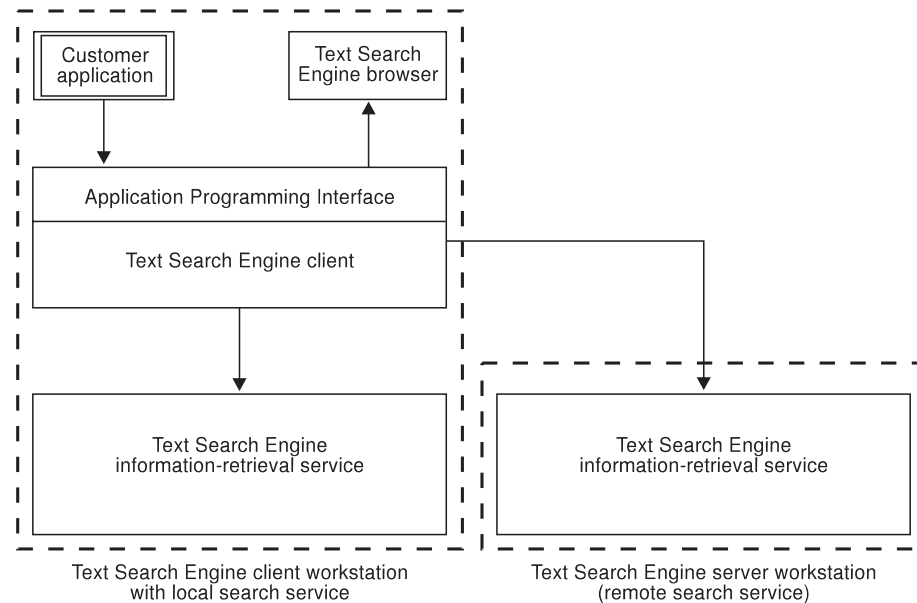 Customer
application
Text Search
Engine browser
Application Programming Interface
Text Search Engine client
Text Search Engine
information-retrieval service
Text Search Engine
information-retrieval service
Text Search Engine client workstation
with local search service
Text Search Engine server workstation
(remote search service)